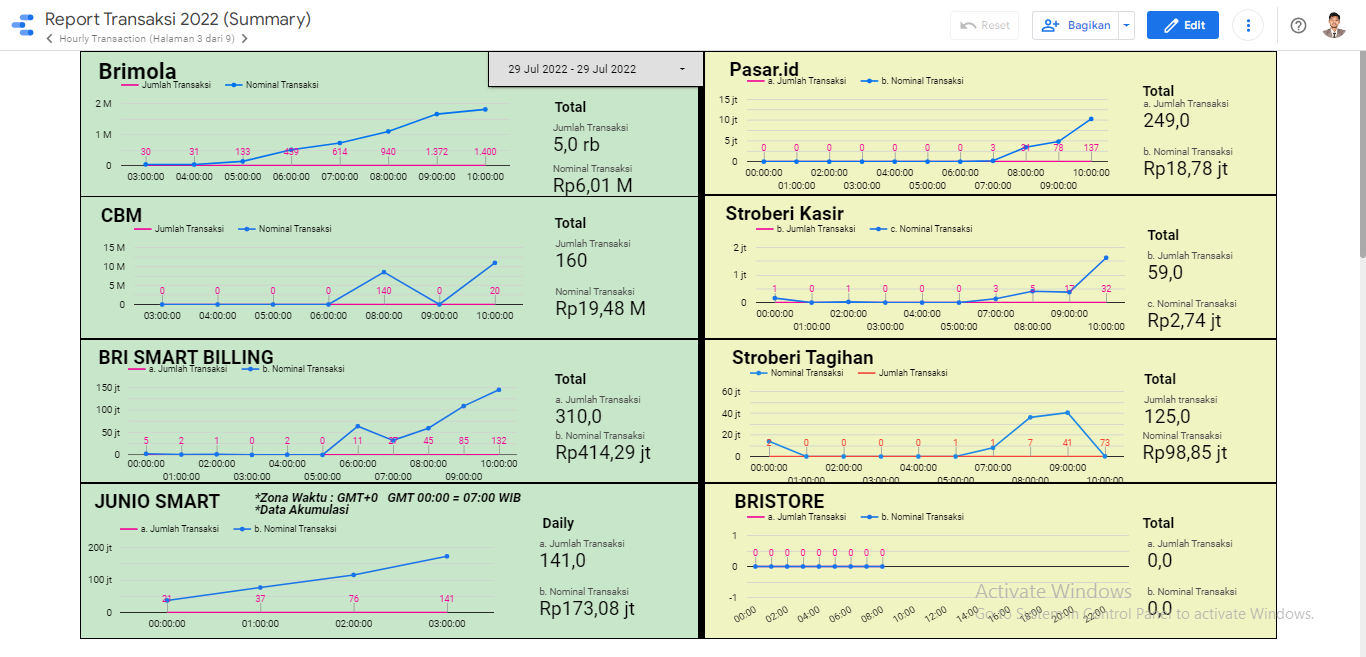 Report Transaksi 2022 (Summary)
Hourly Transaction (Halaman 3 dari 9)
Reset
Bagikan
Edit
29 Jul 2022 - 29 Jul 2022
Brimola
Jumlah Transaksi Nominal Transaksi
2 M
1 M
0
30 31 133 439 614 940 1.372 1.400
03:00:00 04:00:00 05:00:00 06:00:00 07:00:00 08:00:00 09:00:00 10:00:00
Total
Jumlah Transaksi
5,0 rb
Nominal Transaksi
Rp6,01 M
Pasar.id
a. Jumlah Transaksi b. Nominal Transaksi
15 jt
10 jt
5 jt
0
0 0 0 0 0 0 0 3 31 78 137
00:00:00 02:00:00 04:00:00 06:00:00 08:00:00 10:00:00
01:00:00 03:00:00 05:00:00 07:00:00 09:00:00
Total
a. Jumlah Transaksi
249,0
b. Nominal Transaksi
Rp18,78 jt
CBM
Jumlah Transaksi Nominal Transaksi
15 M
10 M
5 M
0
0 0 0 0 140 0 20
03:00:00 04:00:00 05:00:00 06:00:00 08:00:00 09:00:00 10:00:00
Total
Jumlah Transaksi
160
Nominal Transaksi
Rp19,48 M
Stroberi Kasir
b. Jumlah Transaksi c. Nominal Transaksi
2 jt
1 jt
0
1 0 1 0 0 0 3 5 17 32
00:00:00 02:00:00 04:00:00 07:00:00 09:00:00
01:00:00 03:00:00 05:00:00 08:00:00 10:00:00
Total
b. Jumlah Transaksi
59,0
c. Nominal Transaksi
Rp2,74 jt
BRI SMART BILLING
a. Jumlah Transaksi b. Nominal Transaksi
150 jt
100 jt
50 jt
0
5 2 1 0 2 0 11 27 45 85 132
00:00:00 02:00:00 04:00:00 06:00:00 08:00:00 10:00:00
01:00:00 03:00:00 05:00:00 07:00:00 09:00:00
Total
a. Jumlah Transaksi
310,0
b. Nominal Transaksi
Rp414,29 jt
Stroberi Tagihan
Nominal Transaksi Jumlah Transaksi
60 jt
40 jt
20 jt
0
2 0 0 0 0 1 1 7 41 73
00:00:00 02:00:00 04:00:00 07:00:00 09:00:00
01:00:00 03:00:00 05:00:00 08:00:00 10:00:00
Total
Jumlah transaksi
125,0
Nominal Transaksi
Rp98,85 jt
JUNIO SMART
*Zona Waktu : GMT+0 GMT 00:00 = 07:00 WIB
*Data Akumulasi
a. Jumlah Transaksi b. Nominal Transaksi
200 jt
100 jt
0
21 37 76 141
00:00:00 01:00:00 02:00:00 03:00:00
Daily
a. Jumlah Transaksi
141,0
b. Nominal Transaksi
Rp173,08 jt
BRISTORE
a. Jumlah Transaksi b. Nominal Transaksi
1
0
-1
0 0 0 0 0 0 0 0 0
00:00 02:00 04:00 06:00 08:00 10:00 12:00 14:00 16:00 18:00 20:00 22:00
Total
a. Jumlah Transaksi
0,0
b. Nominal Transaksi
0,0
Activate Windows
Go to System in Control Panel to activate Windows.